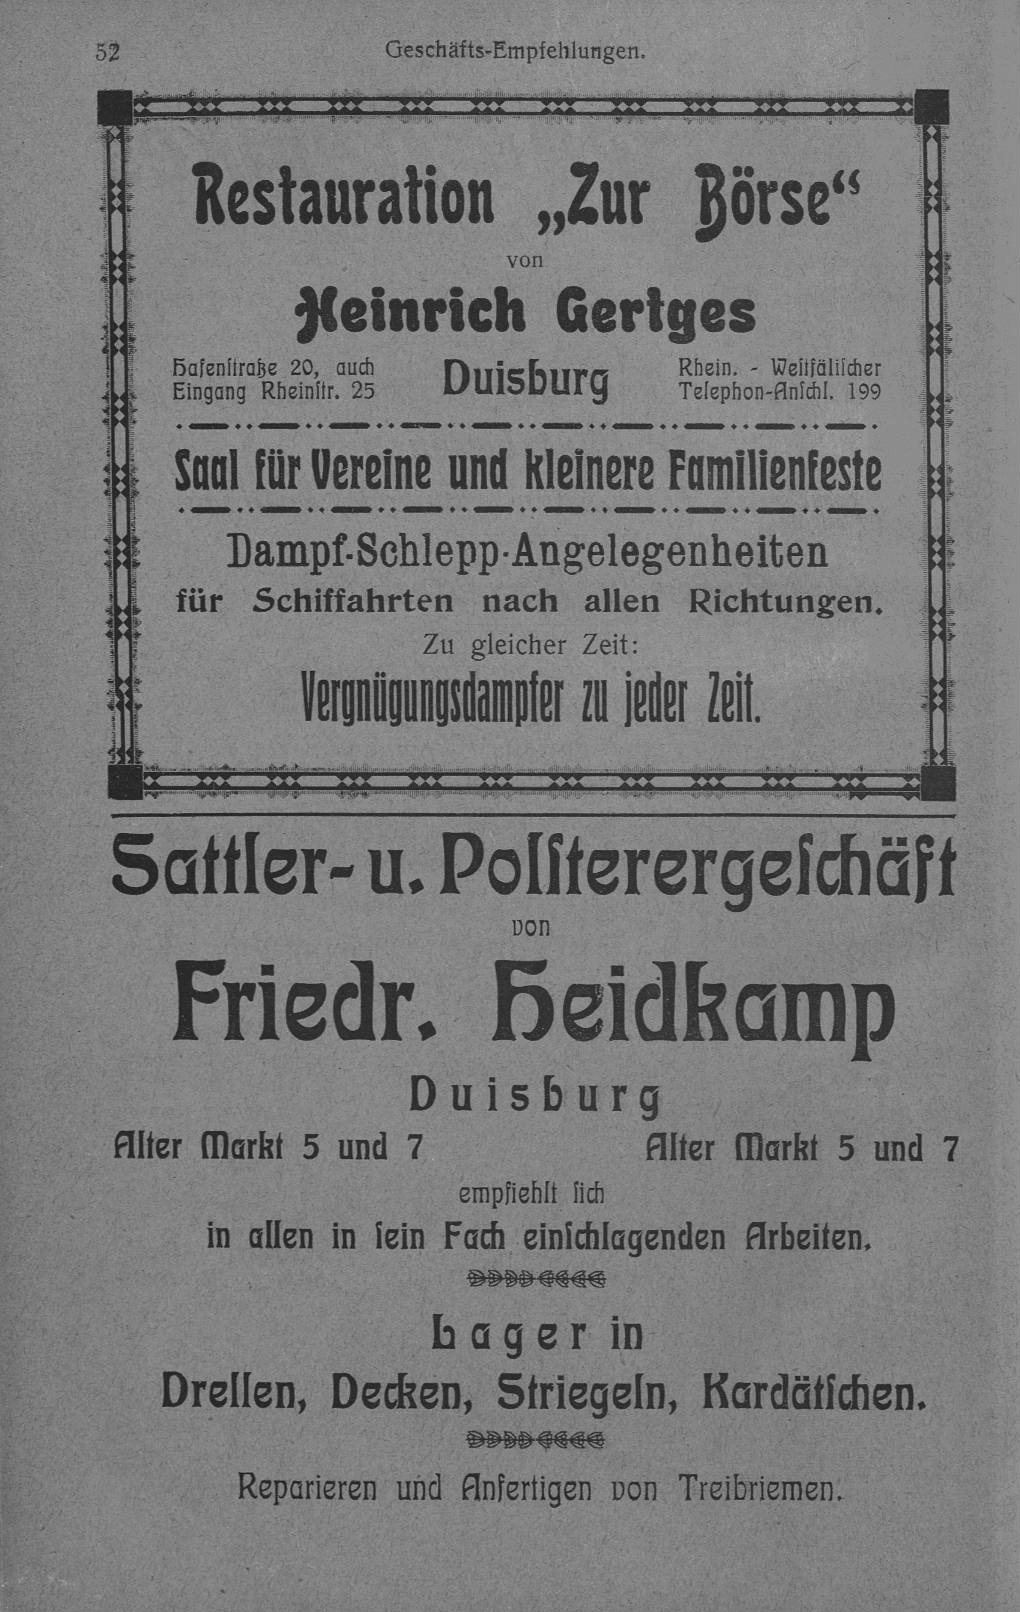 52
Geschäfts-Empfehlungen.
Restauration „Zur Börse“
von
Heinrich Gertges
Hafenſtraße 20, auch
Eingang Rheinſtr. 25
Duisburg
Rhein. - Weſtfäliſcher
Telephon-Anſchl. 199
Saal für Vereine und kleinere Familienfeste
Dampf-Schlepp-Angelegenheiten
für Schiffahrten nach allen Richtungen.
Zu gleicher Zeit:
Vergnügungsdampfer zu jeder Zeit.
Sattler- u. Polſterergeſchäft
von
Friedr. Heidkamp
Duisburg
Alter Markt 5 und 7
Alter Markt 5 und 7
empfiehlt ſich
in allen in ſein Fach einſchlagenden Arbeiten.
Lager in
Drellen, Decken, Striegeln, Kardätſchen.
Reparieren und Anfertigen von Treibriemen.